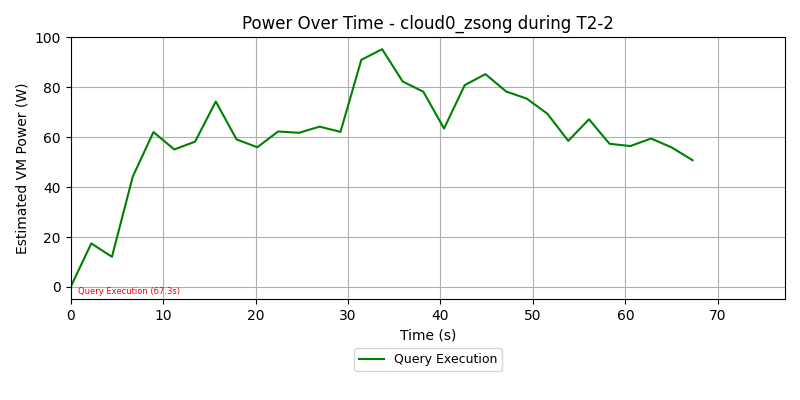 Power Over Time - cloud0_zsong during T2-2
Estimated VM Power (W)
100
80
60
40
20
0
Query Execution (67.3s)
0 10 20 30 40 50 60 70
Time (s)
Query Execution